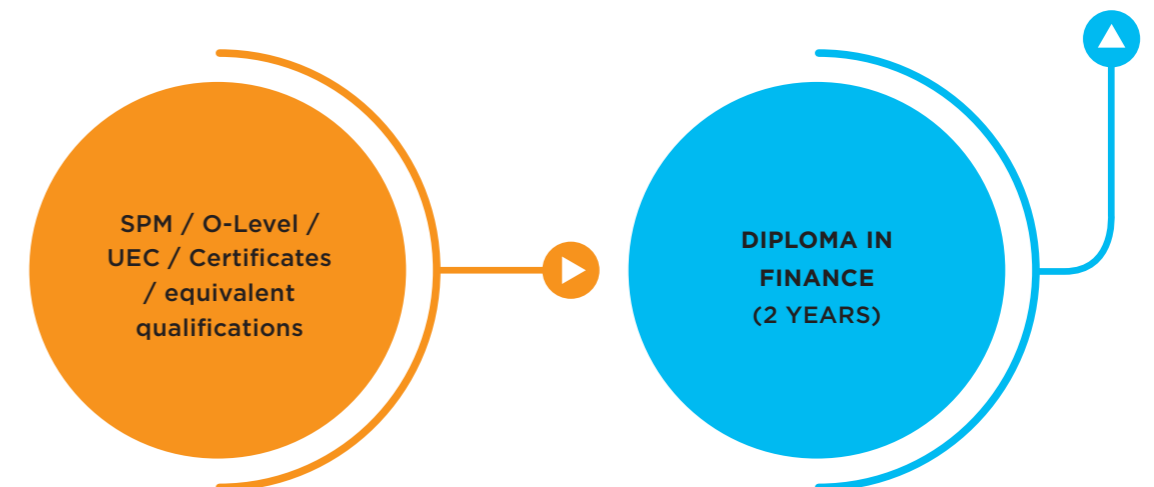 SPM / O-Level /
UEC / Certificates
/ equivalent
qualifications
DIPLOMA IN
FINANCE
(2 YEARS)